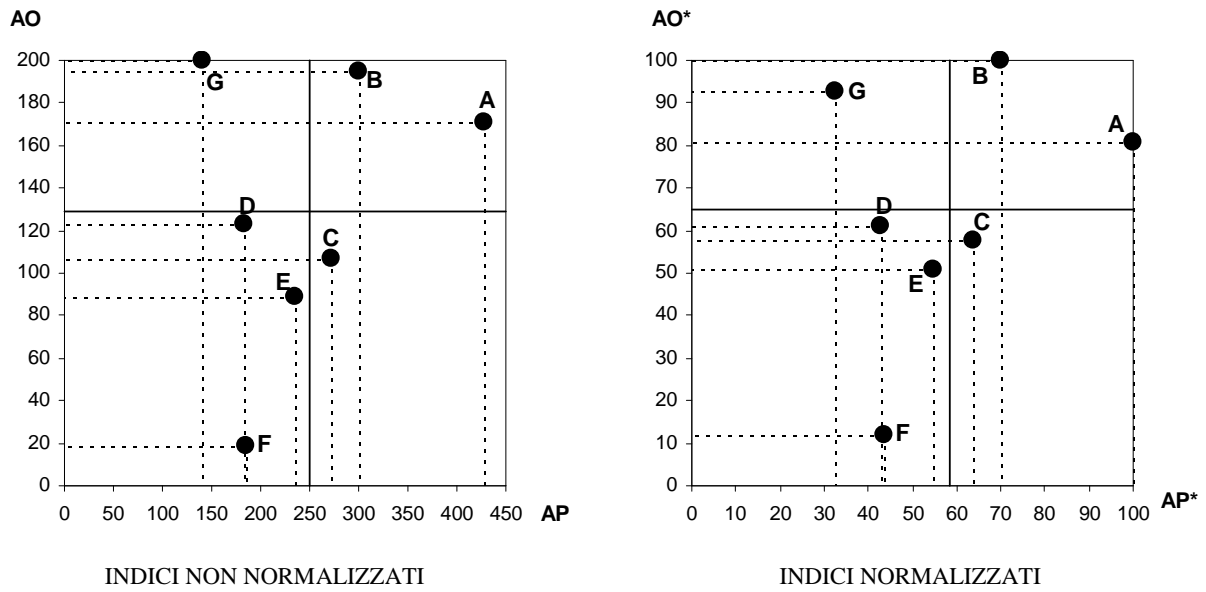 AO
200
180
160
140
120
100
80
60
40
20
0
G
B
A
D
C
E
F
0 50 100 150 200 250 300 350 400 450
AP
INDICI NON NORMALIZZATI
AO*
100
90
80
70
60
50
40
30
20
10
0
B
G
A
D
C
E
F
0 10 20 30 40 50 60 70 80 90 100
AP*
INDICI NORMALIZZATI